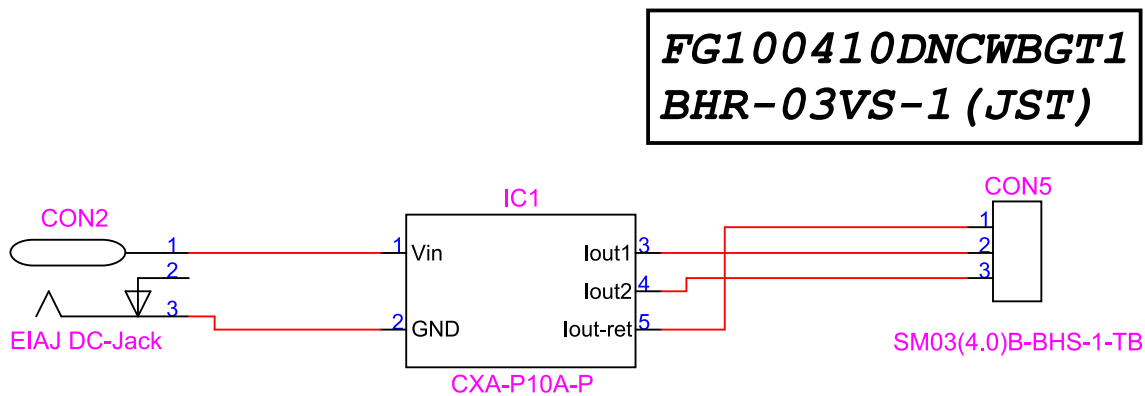 FG100410DNCWBGT1
BHR-03VS-1(JST)
CON5
IC1
CON2
1
2
3
EIAJ DC-Jack
1
Vin
2
GND
Iout1
3
Iout2
4
Iout-ret
5
CXA-P10A-P
1
2
3
SM03(4.0)B-BHS-1-TB